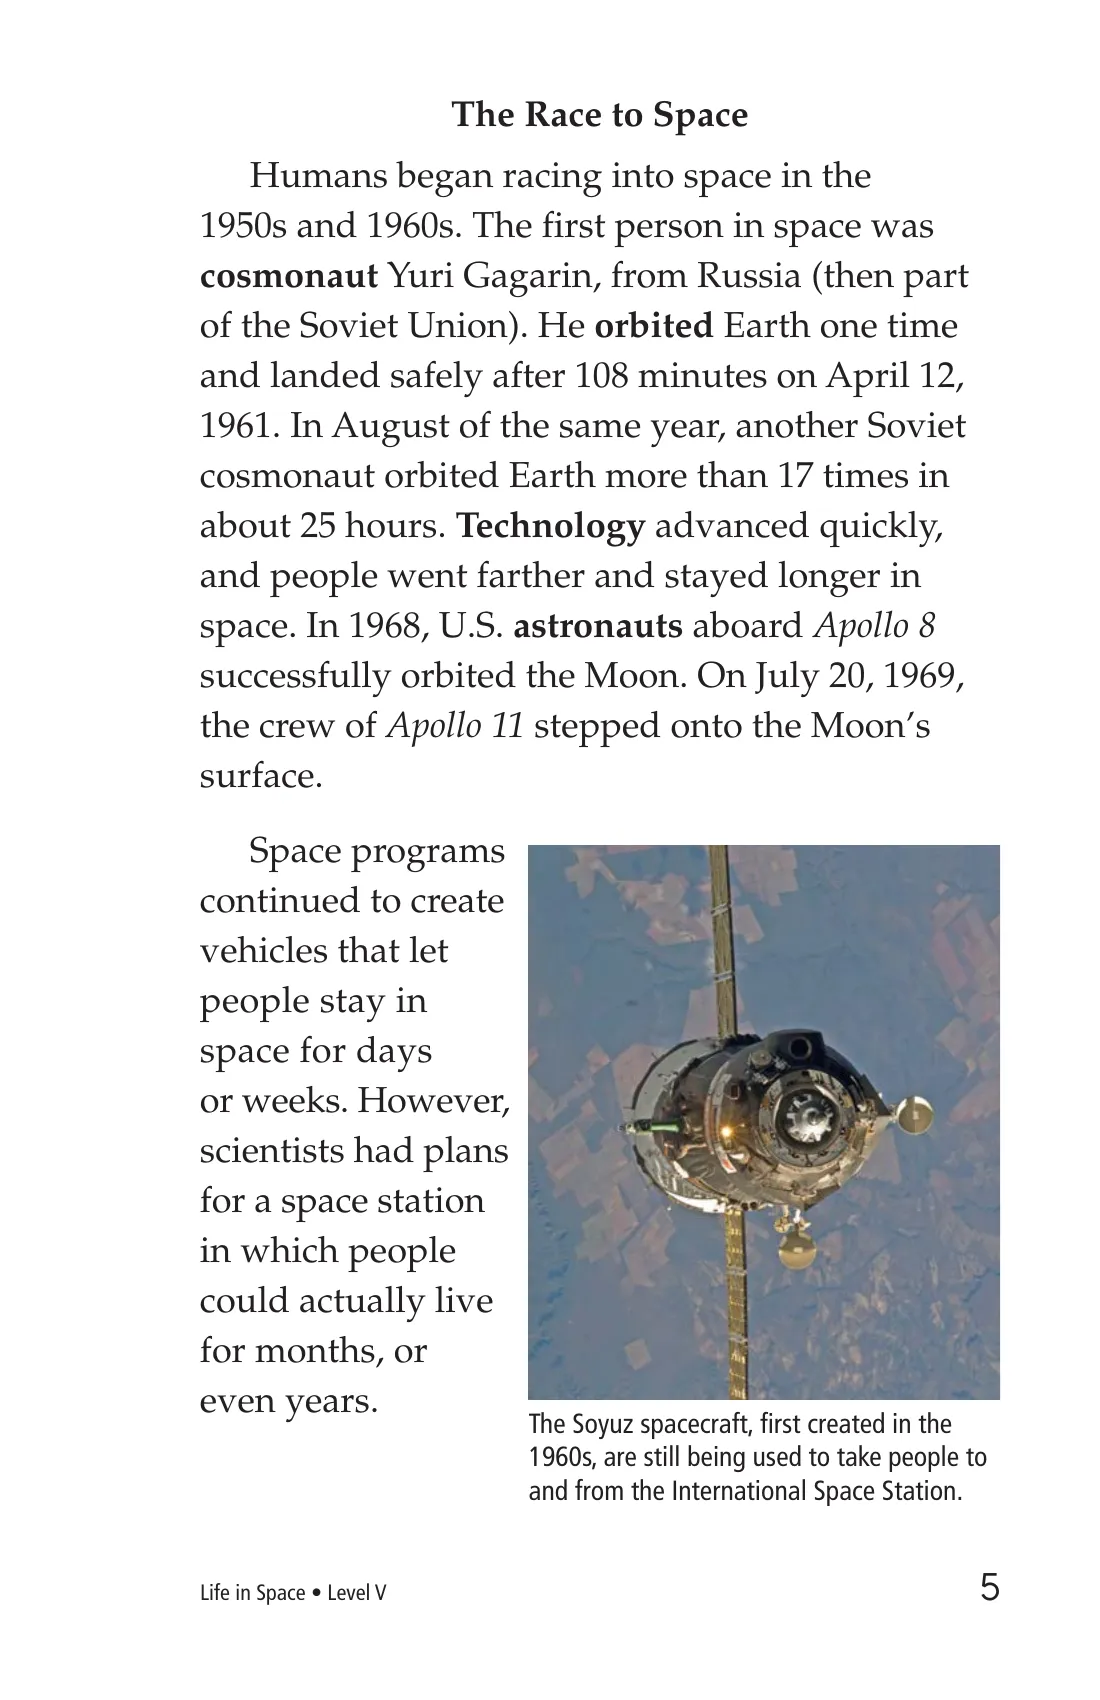 The Race to Space
Humans began racing into space in the
1950s and 1960s. The first person in space was
cosmonaut Yuri Gagarin, from Russia (then part
of the Soviet Union). He orbited Earth one time
and landed safely after 108 minutes on April 12,
1961. In August of the same year, another Soviet
cosmonaut orbited Earth more than 17 times in
about 25 hours. Technology advanced quickly,
and people went farther and stayed longer in
space. In 1968, U.S. astronauts aboard Apollo 8
successfully orbited the Moon. On July 20, 1969,
the crew of Apollo 11 stepped onto the Moon’s
surface.
Space programs
continued to create
vehicles that let
people stay in
space for days
or weeks. However,
scientists had plans
for a space station
in which people
could actually live
for months, or
even years.
The Soyuz spacecraft, first created in the
1960s, are still being used to take people to
and from the International Space Station.
Life in Space • Level V
5